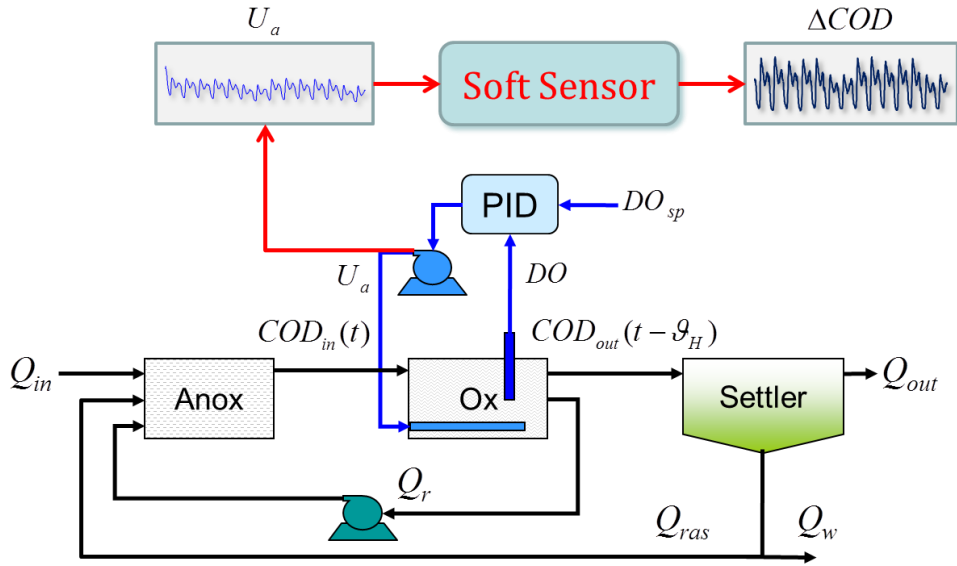 U_a
ΔCOD
Soft Sensor
PID
DO_sp
U_a
DO
COD_in(t)
COD_out(t − ϑ_H)
Q_in
Anox
Ox
Settler
Q_out
Q_r
Q_ras
Q_w